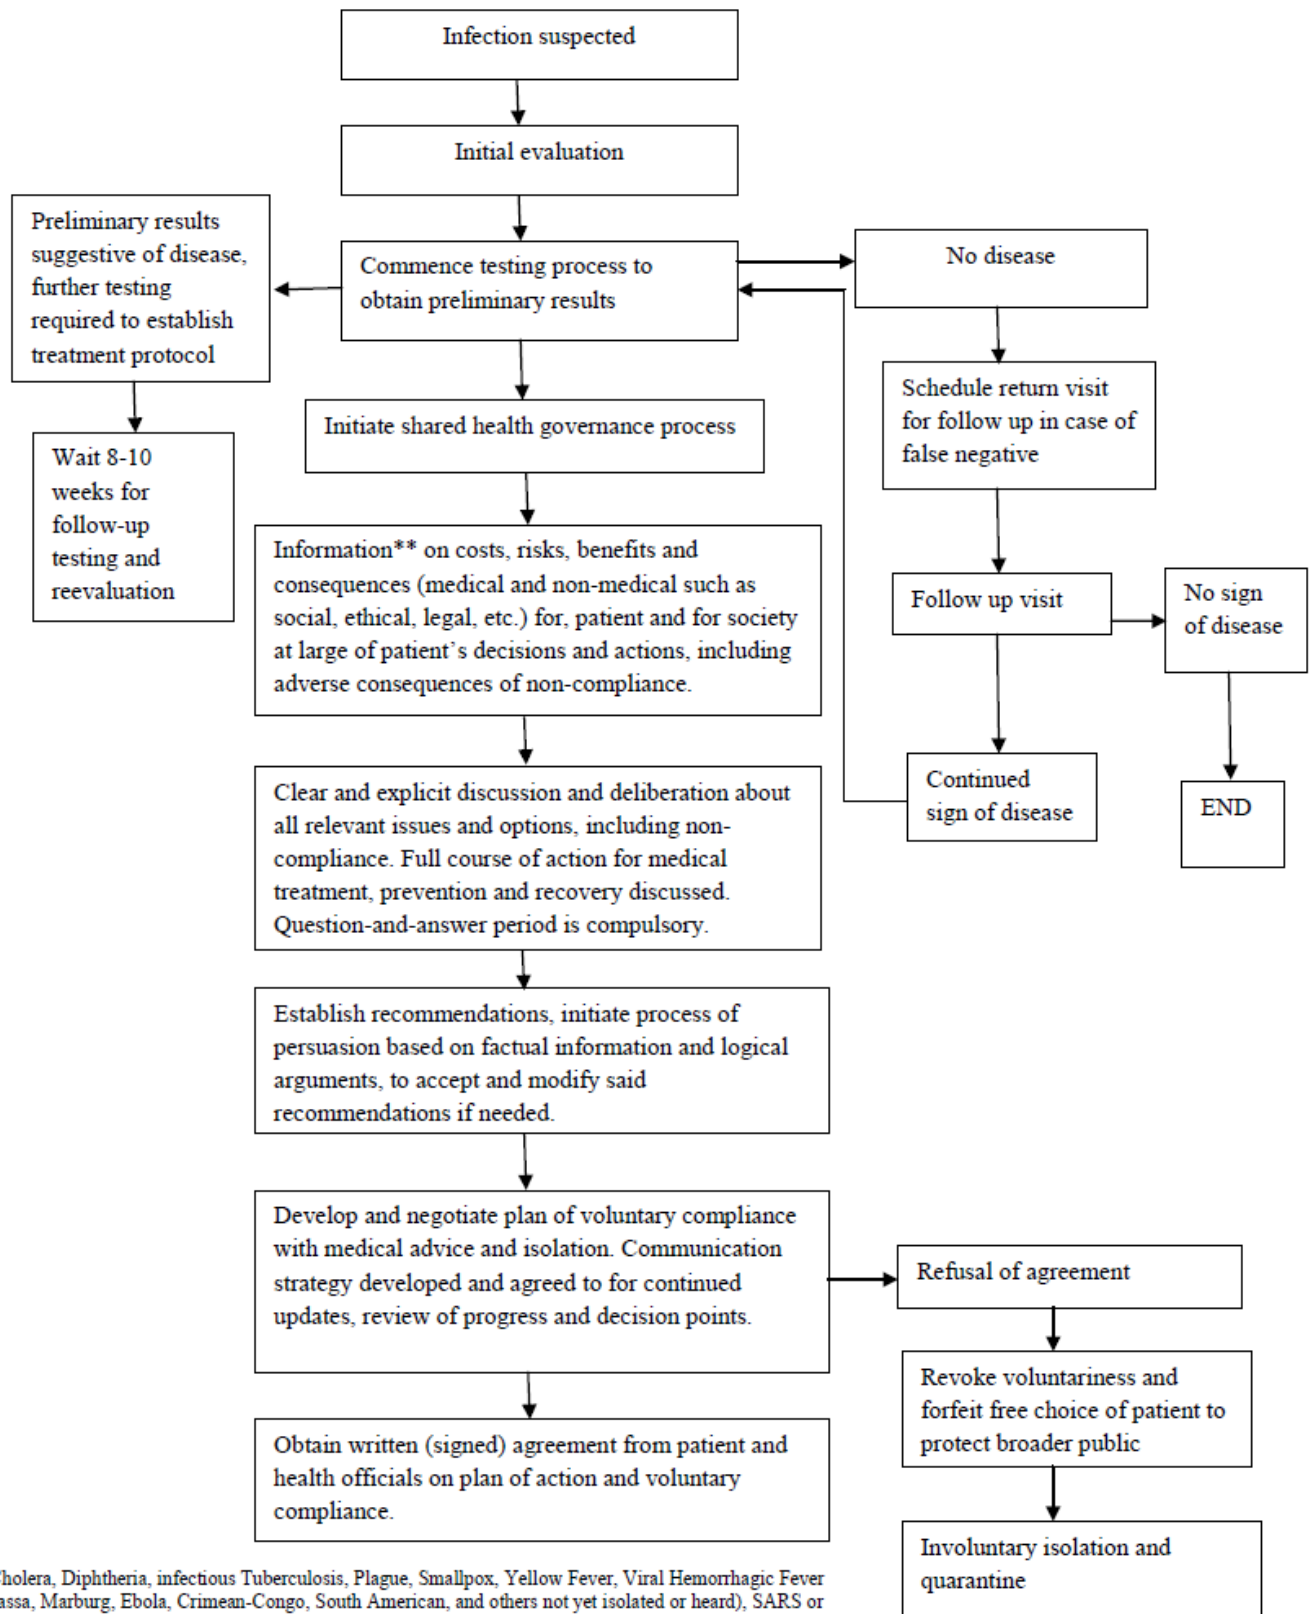 Infection suspected
Initial evaluation
Preliminary results
suggestive of disease,
further testing
required to establish
treatment protocol
Commence testing process to
obtain preliminary results
No disease
Schedule return visit
for follow up in case of
false negative
Initiate shared health governance process
Wait 8-10
weeks for
follow-up
testing and
reevaluation
Information** on costs, risks, benefits and
consequences (medical and non-medical such as
social, ethical, legal, etc.) for, patient and for society
at large of patient’s decisions and actions, including
adverse consequences of non-compliance.
Follow up visit
No sign
of disease
Continued
sign of disease
END
Clear and explicit discussion and deliberation about
all relevant issues and options, including non-
compliance. Full course of action for medical
treatment, prevention and recovery discussed.
Question-and-answer period is compulsory.
Establish recommendations, initiate process of
persuasion based on factual information and logical
arguments, to accept and modify said
recommendations if needed.
Develop and negotiate plan of voluntary compliance
with medical advice and isolation. Communication
strategy developed and agreed to for continued
updates, review of progress and decision points.
Refusal of agreement
Revoke voluntariness and
forfeit free choice of patient to
protect broader public
Obtain written (signed) agreement from patient and
health officials on plan of action and voluntary
compliance.
Involuntary isolation and
quarantine
Diphtheria, infectious Tuberculosis, Plague, Smallpox, Yellow Fever, Viral Hemorrhagic Fever
Marburg, Ebola, Crimean-Congo, South American, and others not yet isolated or heard), SARS or